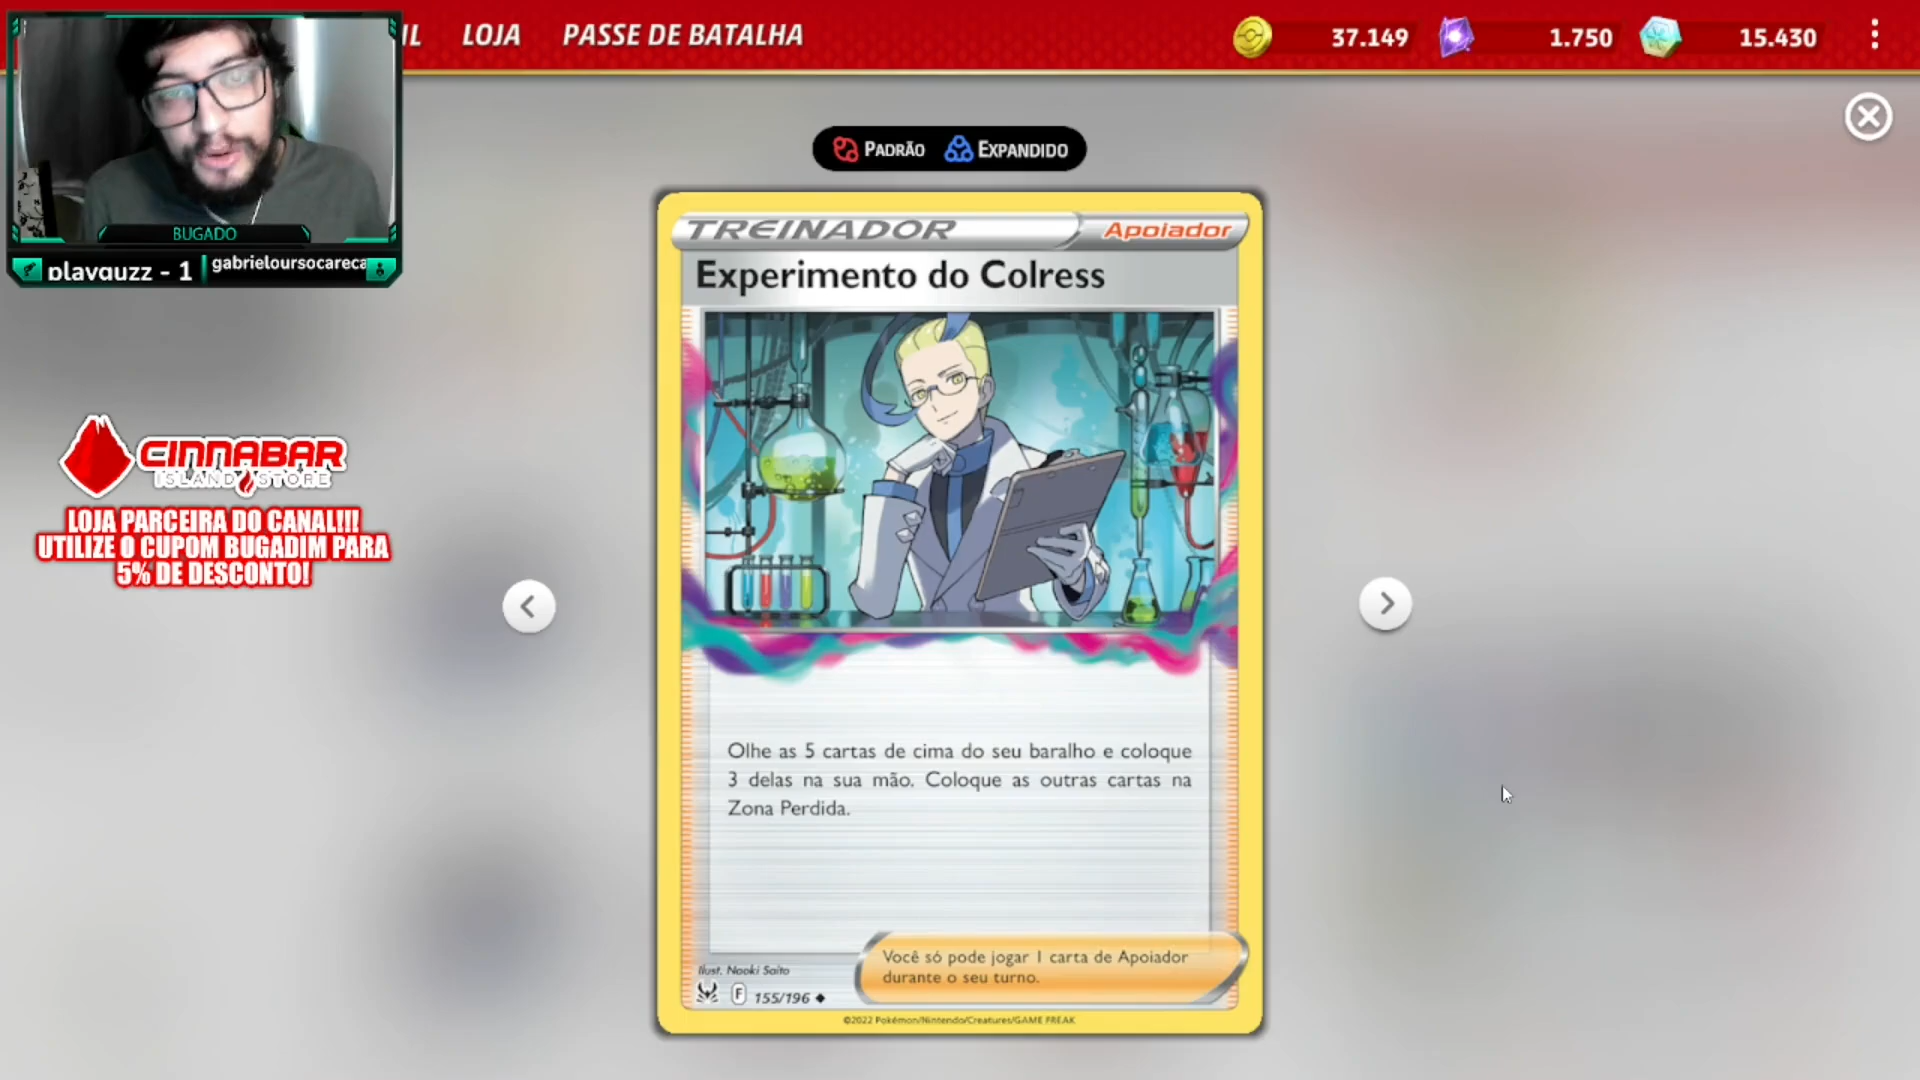 IL LOJA PASSE DE BATALHA 37.149 1.750 15.430
BUGADO
playguzz - 1 gabrieloursocareca
PADRÃO EXPANDIDO
TREINADOR Apoiador
Experimento do Colress
CINNABAR
ISLAND STORE
LOJA PARCEIRA DO CANAL!!!
UTILIZE O CUPOM BUGADIM PARA
5% DE DESCONTO!
Olhe as 5 cartas de cima do seu baralho e coloque
3 delas na sua mão. Coloque as outras cartas na
Zona Perdida.
Você só pode jogar 1 carta de Apoiador
durante o seu turno.
Ilust. Naoki Saito
F 155/196
©2022 Pokémon/Nintendo/Creatures/GAME FREAK